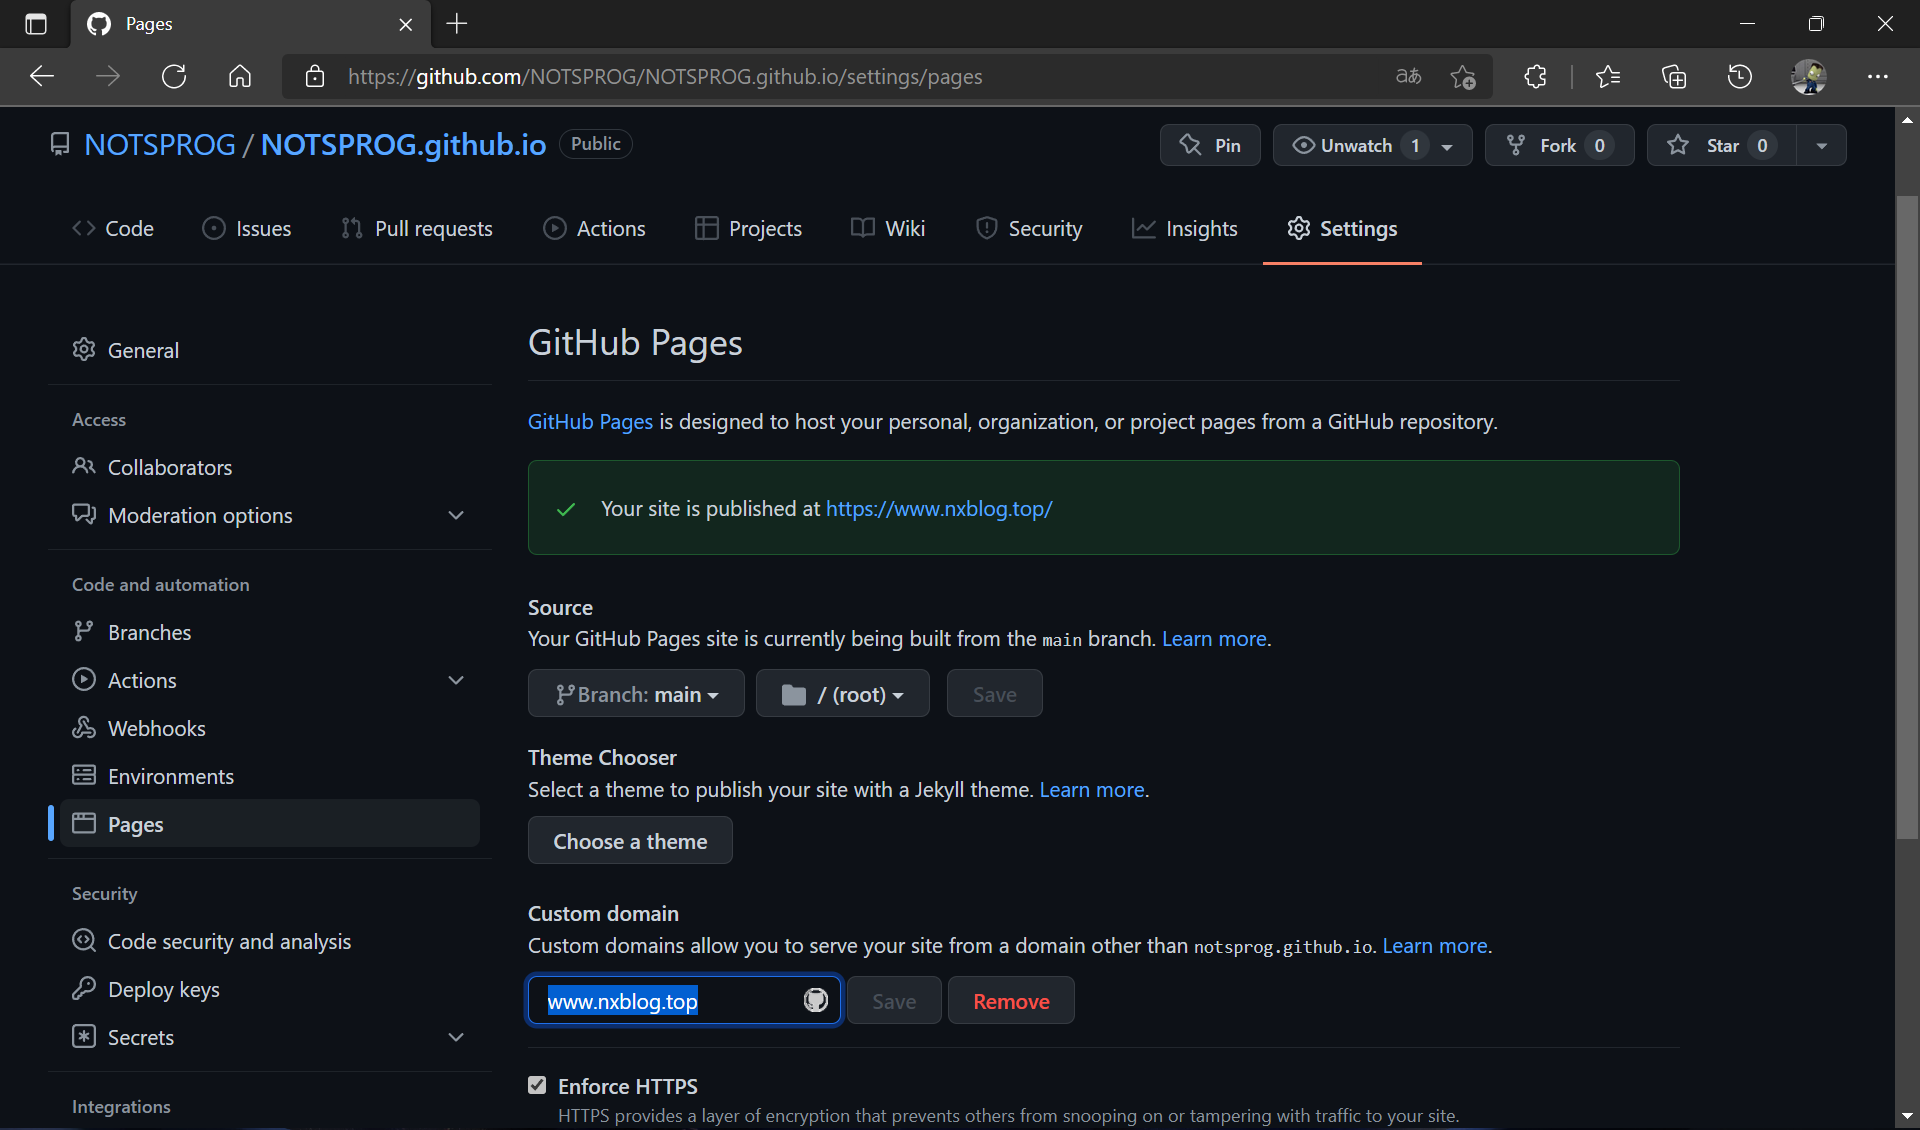 Pages
https://github.com/NOTSPROG/NOTSPROG.github.io/settings/pages
NOTSPROG / NOTSPROG.github.io Public
Pin
Unwatch 1
Fork 0
Star 0
Code
Issues
Pull requests
Actions
Projects
Wiki
Security
Insights
Settings
General
Access
Collaborators
Moderation options
Code and automation
Branches
Actions
Webhooks
Environments
Pages
Security
Code security and analysis
Deploy keys
Secrets
Integrations
GitHub Pages
GitHub Pages is designed to host your personal, organization, or project pages from a GitHub repository.
Your site is published at https://www.nxblog.top/
Source
Your GitHub Pages site is currently being built from the main branch. Learn more.
Branch: main
/ (root)
Save
Theme Chooser
Select a theme to publish your site with a Jekyll theme. Learn more.
Choose a theme
Custom domain
Custom domains allow you to serve your site from a domain other than notsprog.github.io. Learn more.
www.nxblog.top
Save
Remove
Enforce HTTPS
HTTPS provides a layer of encryption that prevents others from snooping on or tampering with traffic to your site.